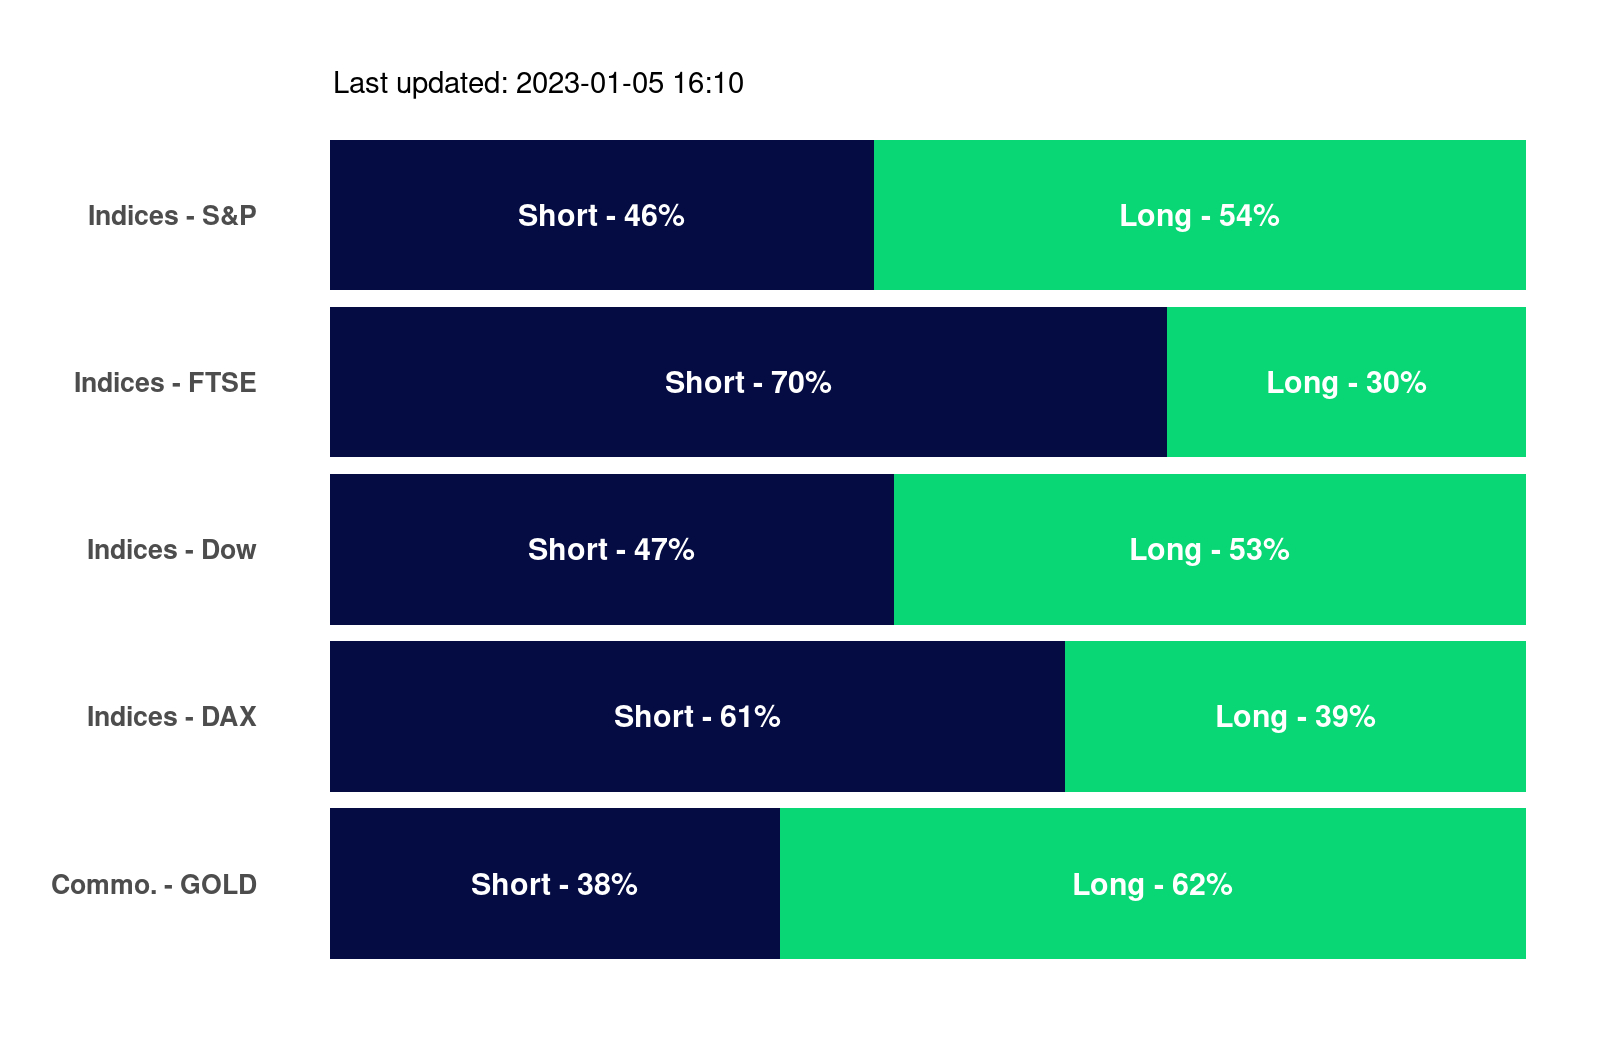 Last updated: 2023-01-05 16:10
Indices - S&P Short - 46% Long - 54%
Indices - FTSE Short - 70% Long - 30%
Indices - Dow Short - 47% Long - 53%
Indices - DAX Short - 61% Long - 39%
Commo. - GOLD Short - 38% Long - 62%